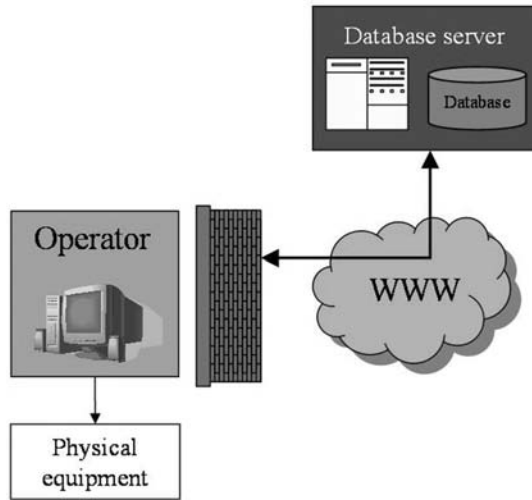 Database server
Database
Operator
WWW
Physical
equipment